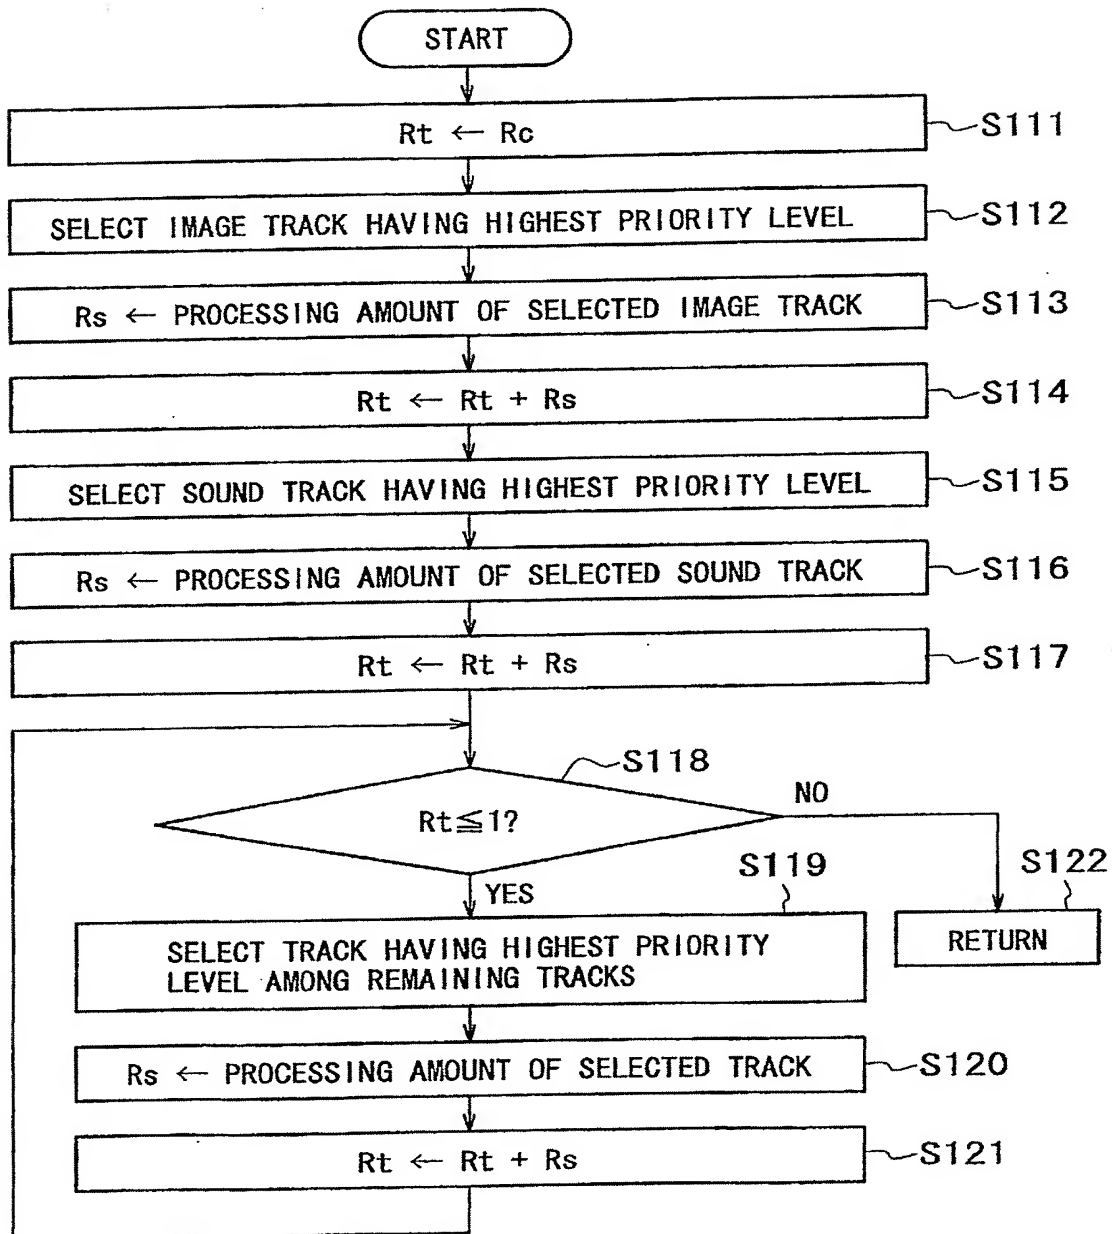 START
Rt ← Rc
S111
SELECT IMAGE TRACK HAVING HIGHEST PRIORITY LEVEL
S112
Rs ← PROCESSING AMOUNT OF SELECTED IMAGE TRACK
S113
Rt ← Rt + Rs
S114
SELECT SOUND TRACK HAVING HIGHEST PRIORITY LEVEL
S115
Rs ← PROCESSING AMOUNT OF SELECTED SOUND TRACK
S116
Rt ← Rt + Rs
S117
S118
Rt≦1?
NO
YES
S119
S122
SELECT TRACK HAVING HIGHEST PRIORITY
LEVEL AMONG REMAINING TRACKS
RETURN
Rs ← PROCESSING AMOUNT OF SELECTED TRACK
S120
Rt ← Rt + Rs
S121